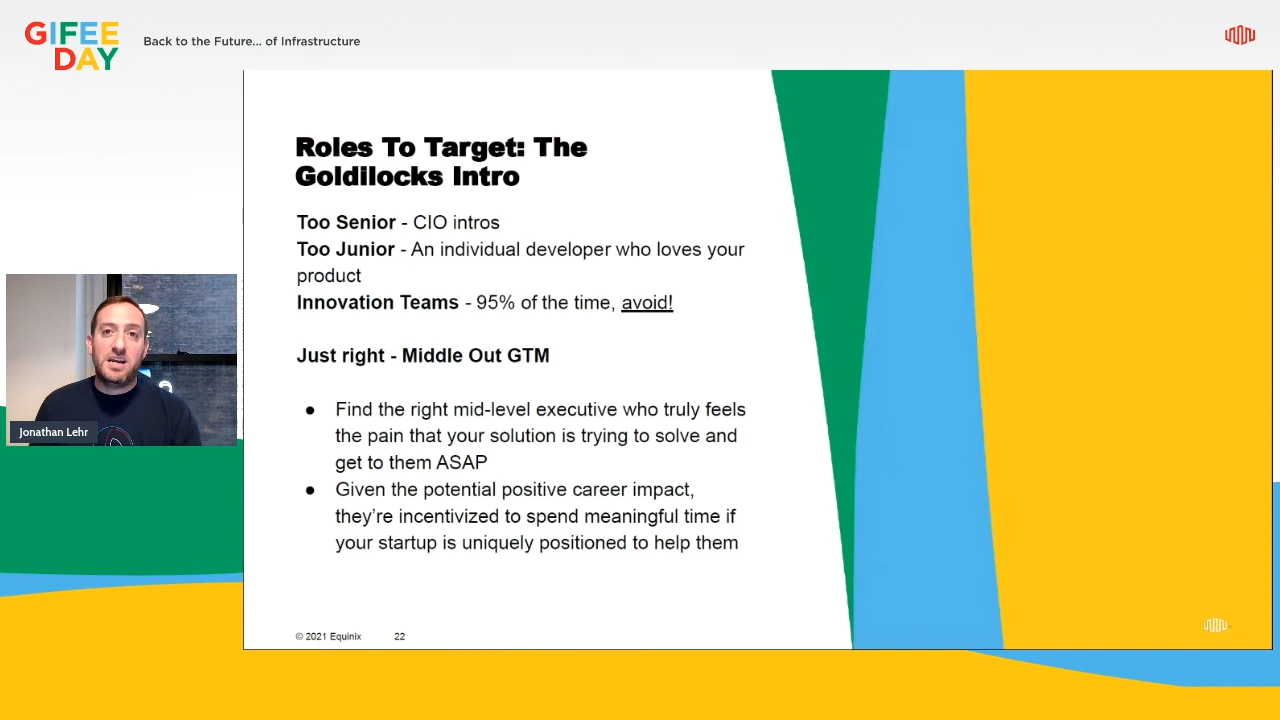 GIFEE
DAY
Back to the Future... of Infrastructure
Roles To Target: The
Goldilocks Intro
Too Senior - CIO intros
Too Junior - An individual developer who loves your
product
Innovation Teams - 95% of the time, avoid!
Just right - Middle Out GTM
● Find the right mid-level executive who truly feels
the pain that your solution is trying to solve and
get to them ASAP
● Given the potential positive career impact,
they're incentivized to spend meaningful time if
your startup is uniquely positioned to help them
Jonathan Lehr
© 2021 Equinix 22